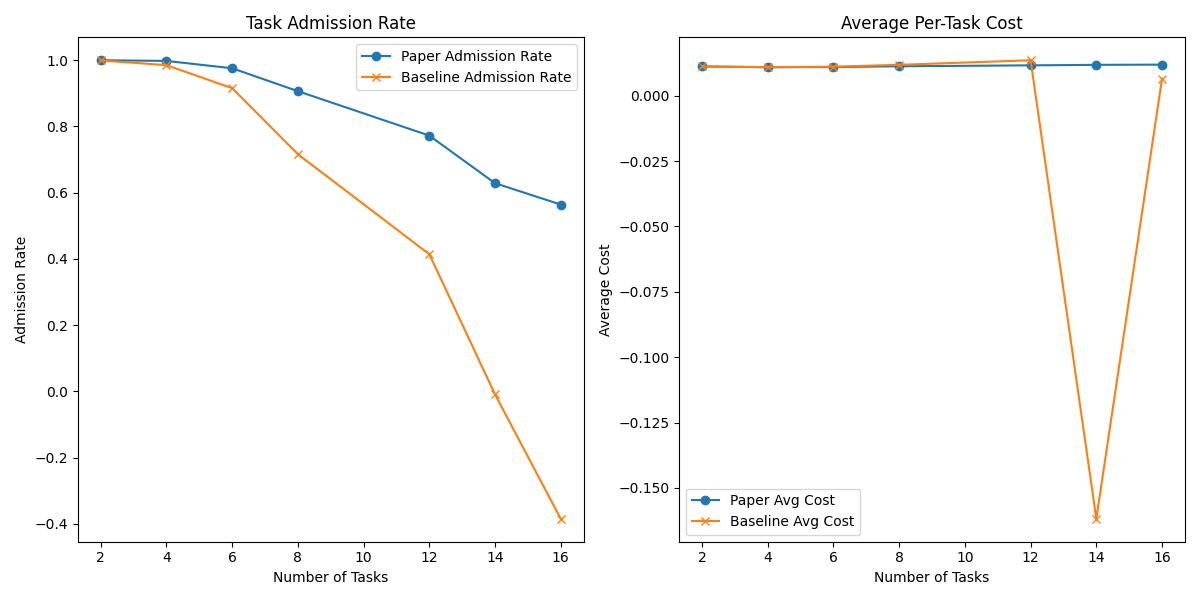 Task Admission Rate
Paper Admission Rate
Baseline Admission Rate
1.0
0.8
0.6
0.4
0.2
0.0
−0.2
−0.4
Admission Rate
2 4 6 8 10 12 14 16
Number of Tasks
Average Per-Task Cost
0.000
−0.025
−0.050
−0.075
−0.100
−0.125
−0.150
Average Cost
Paper Avg Cost
Baseline Avg Cost
2 4 6 8 10 12 14 16
Number of Tasks